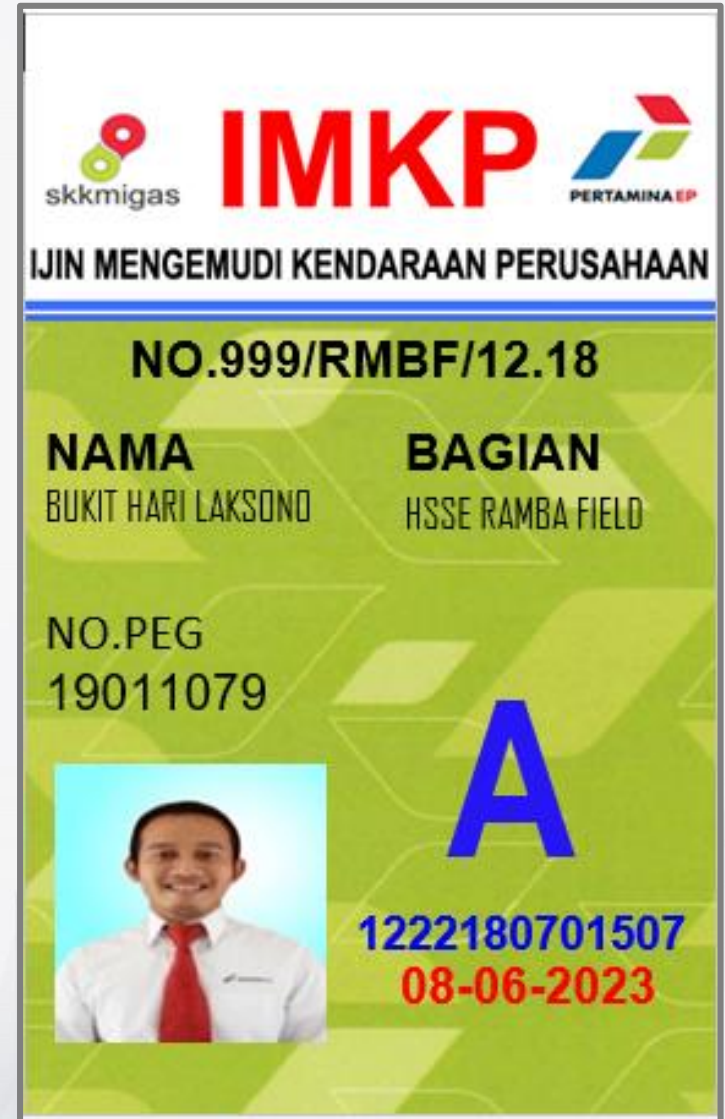 skkmigas
IMKP
PERTAMINA EP
IJIN MENGEMUDI KENDARAAN PERUSAHAAN
NO.999/RMBF/12.18
NAMA
BUKIT HARI LAKSONO
BAGIAN
HSSE RAMBA FIELD
NO.PEG
19011079
A
1222180701507
08-06-2023